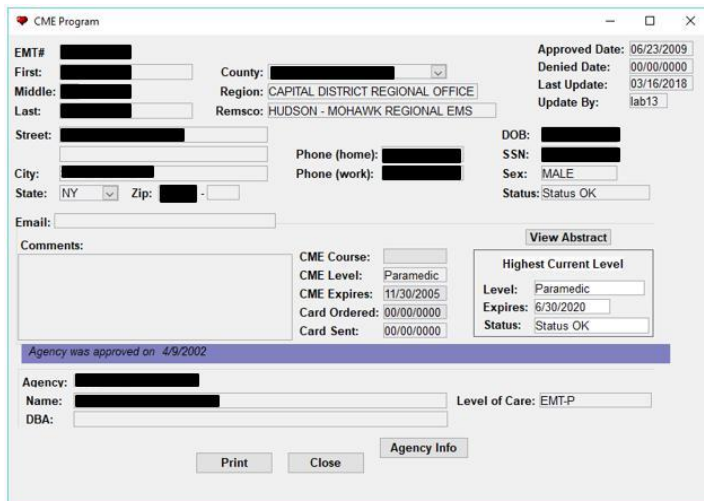 CME Program
EMT# Approved Date: 06/23/2009
First: County: Denied Date: 00/00/0000
Middle: Region: CAPITAL DISTRICT REGIONAL OFFICE Last Update: 03/16/2018
Last: Remsco: HUDSON - MOHAWK REGIONAL EMS Update By: lab13
Street: DOB:
Phone (home): SSN:
City: Phone (work): Sex: MALE
State: NY Zip: - Status: Status OK
Email:
View Abstract
Comments:
CME Course:
CME Level: Paramedic
CME Expires: 11/30/2005
Card Ordered: 00/00/0000
Card Sent: 00/00/0000
Highest Current Level
Level: Paramedic
Expires: 6/30/2020
Status: Status OK
Agency was approved on 4/9/2002
Agency:
Name: Level of Care: EMT-P
DBA:
Agency Info
Print Close